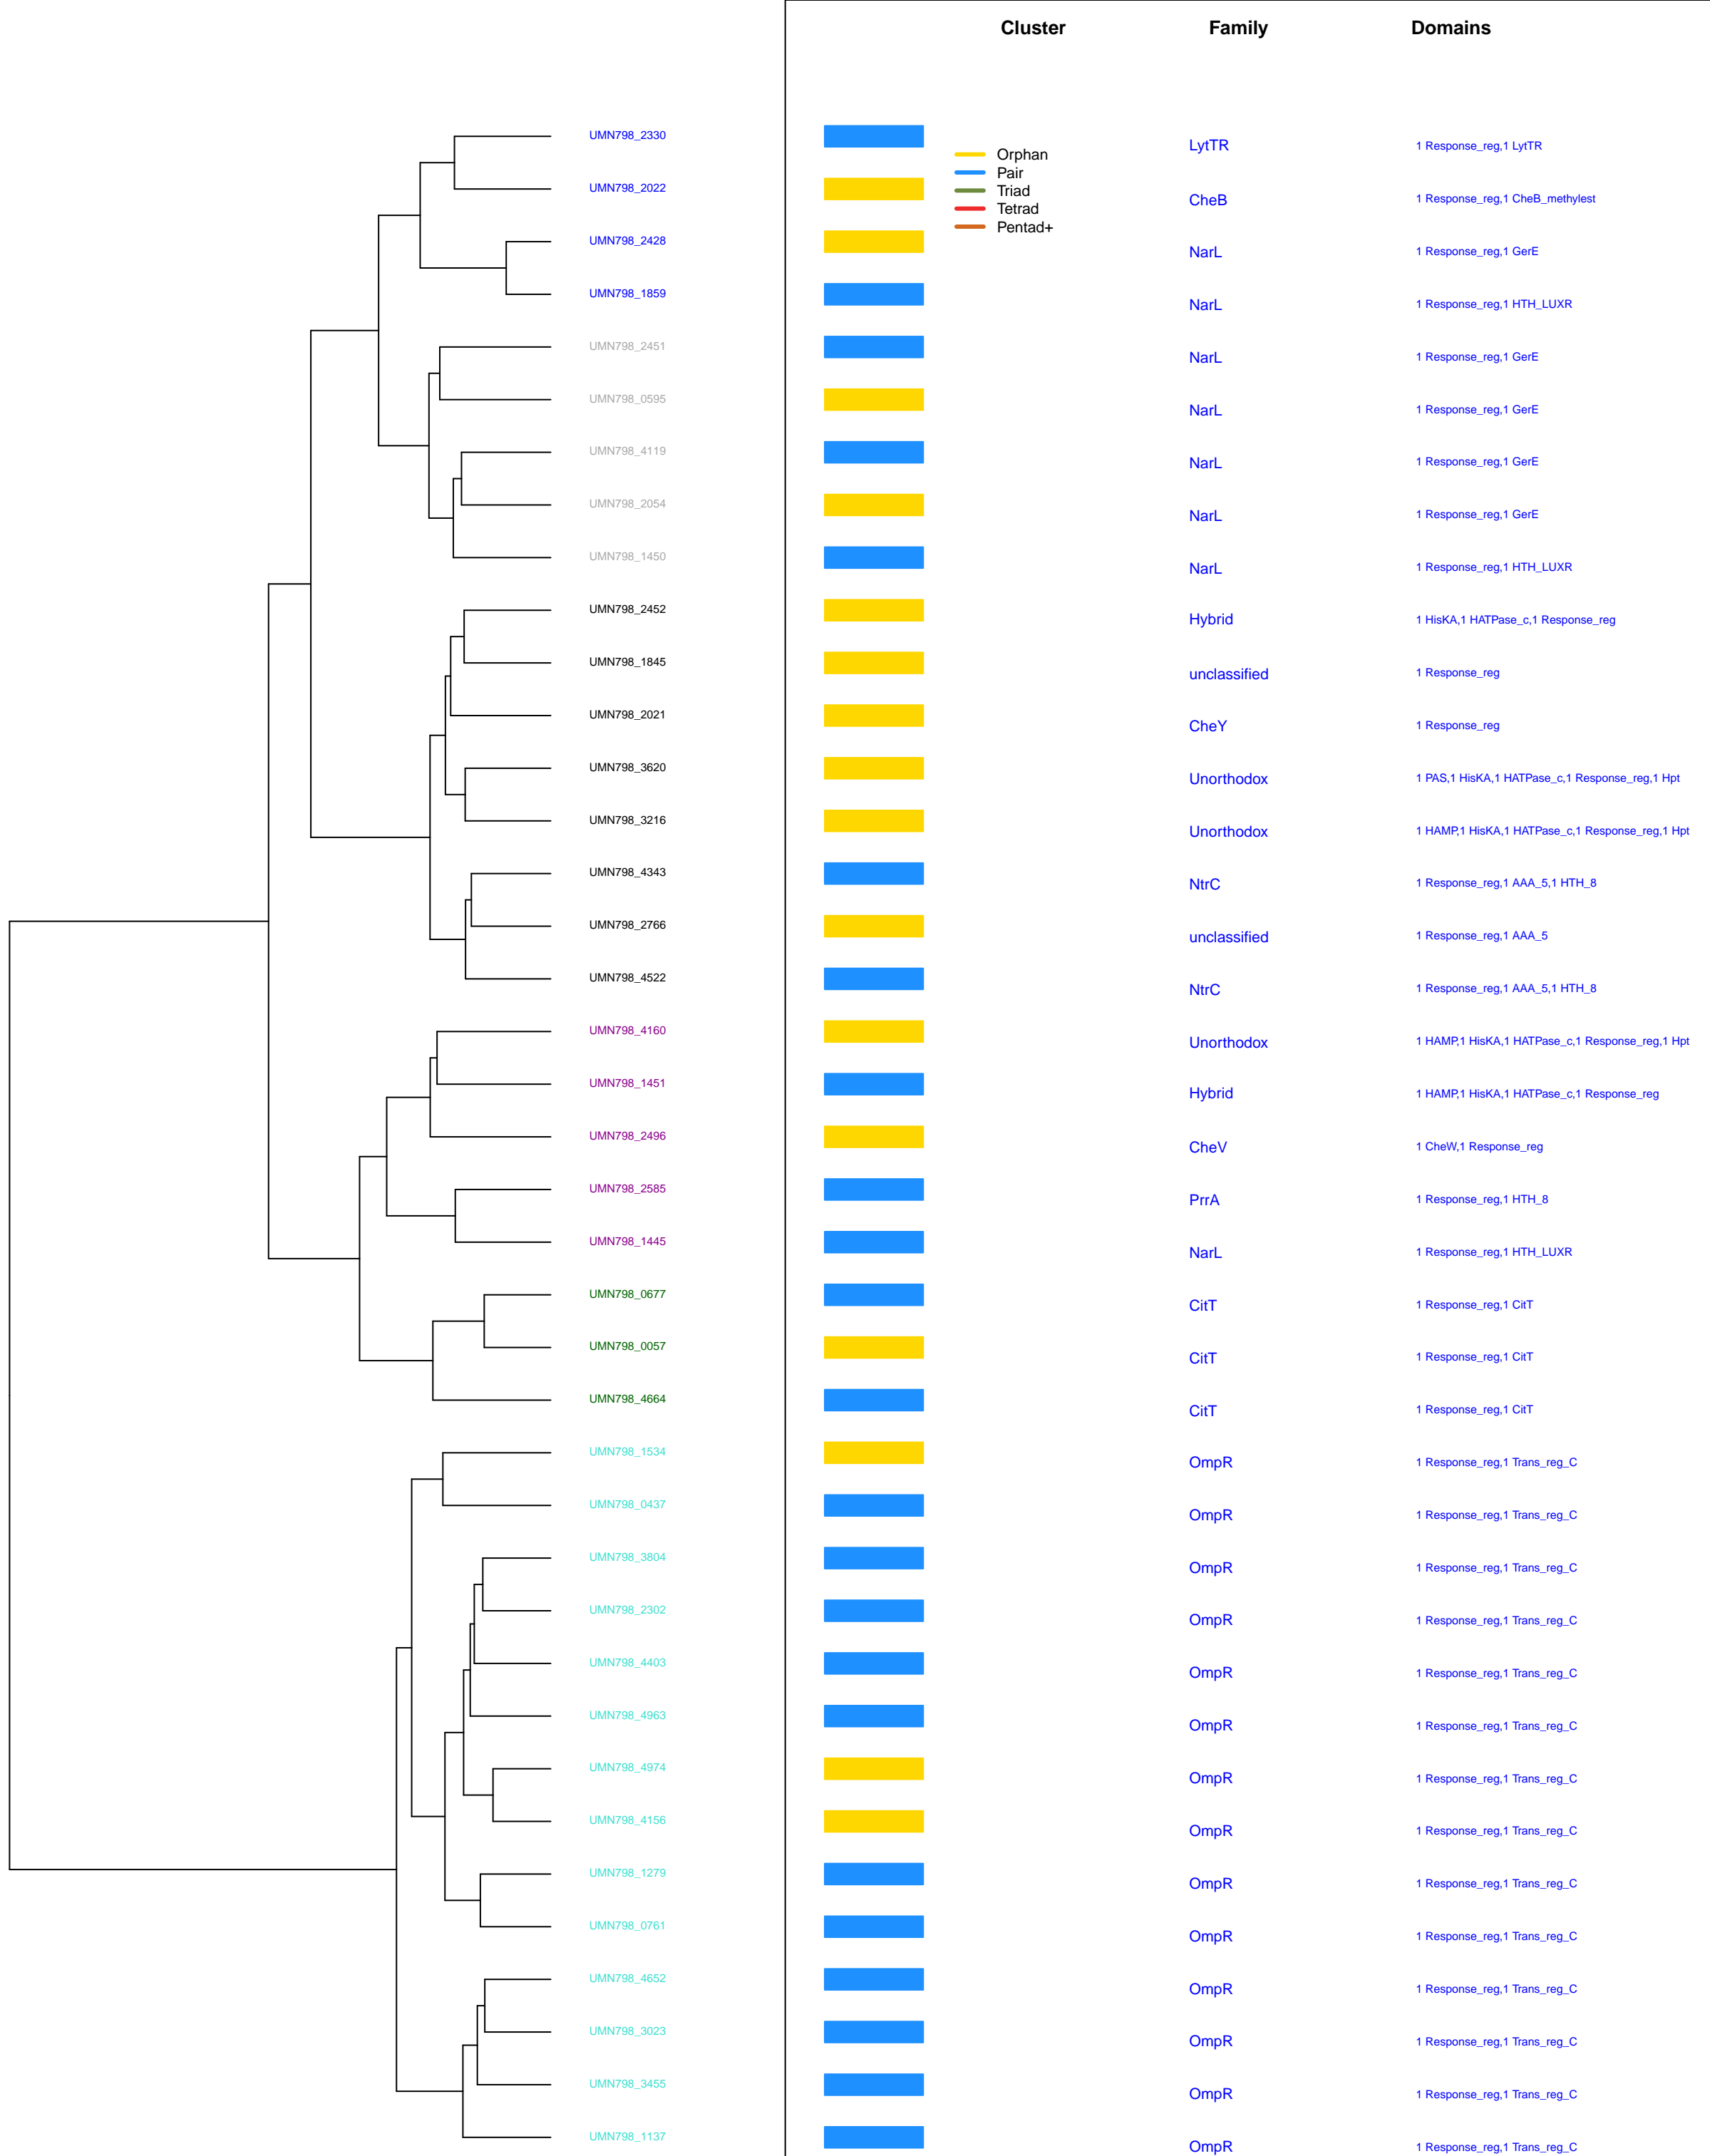 Cluster Family Domains
UMN798_2330 LytTR 1 Response_reg,1 LytTR
Orphan
Pair
Triad
Tetrad
Pentad+
UMN798_2022 CheB 1 Response_reg,1 CheB_methylest
UMN798_2428 NarL 1 Response_reg,1 GerE
UMN798_1859 NarL 1 Response_reg,1 HTH_LUXR
UMN798_2451 NarL 1 Response_reg,1 GerE
UMN798_0595 NarL 1 Response_reg,1 GerE
UMN798_4119 NarL 1 Response_reg,1 GerE
UMN798_2054 NarL 1 Response_reg,1 GerE
UMN798_1450 NarL 1 Response_reg,1 HTH_LUXR
UMN798_2452 Hybrid 1 HisKA,1 HATPase_c,1 Response_reg
UMN798_1845 unclassified 1 Response_reg
UMN798_2021 CheY 1 Response_reg
UMN798_3620 Unorthodox 1 PAS,1 HisKA,1 HATPase_c,1 Response_reg,1 Hpt
UMN798_3216 Unorthodox 1 HAMP,1 HisKA,1 HATPase_c,1 Response_reg,1 Hpt
UMN798_4343 NtrC 1 Response_reg,1 AAA_5,1 HTH_8
UMN798_2766 unclassified 1 Response_reg,1 AAA_5
UMN798_4522 NtrC 1 Response_reg,1 AAA_5,1 HTH_8
UMN798_4160 Unorthodox 1 HAMP,1 HisKA,1 HATPase_c,1 Response_reg,1 Hpt
UMN798_1451 Hybrid 1 HAMP,1 HisKA,1 HATPase_c,1 Response_reg
UMN798_2496 CheV 1 CheW,1 Response_reg
UMN798_2585 PrrA 1 Response_reg,1 HTH_8
UMN798_1445 NarL 1 Response_reg,1 HTH_LUXR
UMN798_0677 CitT 1 Response_reg,1 CitT
UMN798_0057 CitT 1 Response_reg,1 CitT
UMN798_4664 CitT 1 Response_reg,1 CitT
UMN798_1534 OmpR 1 Response_reg,1 Trans_reg_C
UMN798_0437 OmpR 1 Response_reg,1 Trans_reg_C
UMN798_3804 OmpR 1 Response_reg,1 Trans_reg_C
UMN798_2302 OmpR 1 Response_reg,1 Trans_reg_C
UMN798_4403 OmpR 1 Response_reg,1 Trans_reg_C
UMN798_4963 OmpR 1 Response_reg,1 Trans_reg_C
UMN798_4974 OmpR 1 Response_reg,1 Trans_reg_C
UMN798_4156 OmpR 1 Response_reg,1 Trans_reg_C
UMN798_1279 OmpR 1 Response_reg,1 Trans_reg_C
UMN798_0761 OmpR 1 Response_reg,1 Trans_reg_C
UMN798_4652 OmpR 1 Response_reg,1 Trans_reg_C
UMN798_3023 OmpR 1 Response_reg,1 Trans_reg_C
UMN798_3455 OmpR 1 Response_reg,1 Trans_reg_C
UMN798_1137 OmpR 1 Response_reg,1 Trans_reg_C